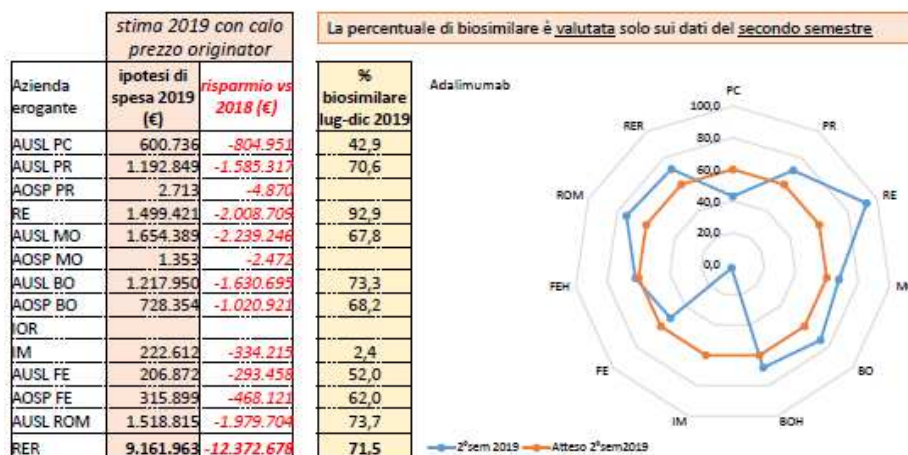 stima 2019 con calo
prezzo originator
La percentuale di biosimilare è valutata solo sui dati del secondo semestre
Azienda erogante | ipotesi di spesa 2019 (€) | risparmio vs 2018 (€) | % biosimilare lug-dic 2019
AUSL PC 600.736 -804.951 42,9
AUSL PR 1.192.849 -1.585.317 70,6
AOSP PR 2.713 -4.870
RE 1.499.421 -2.008.709 92,9
AUSL MO 1.654.389 -2.239.246 67,8
AOSP MO 1.353 -2.472
AUSL BO 1.217.950 -1.630.695 73,3
AOSP BO 728.354 -1.020.921 68,2
IOR
IM 222.612 -334.215 2,4
AUSL FE 206.872 -293.458 52,0
AOSP FE 315.899 -468.121 62,0
AUSL ROM 1.518.815 -1.979.704 73,7
RER 9.161.963 -12.372.678 71,5
Adalimumab
PC
PR
RE
BO
BOH
IM
FE
FEH
ROM
RER
100,0
80,0
60,0
40,0
20,0
0,0
2°sem 2019
Atteso 2°sem2019